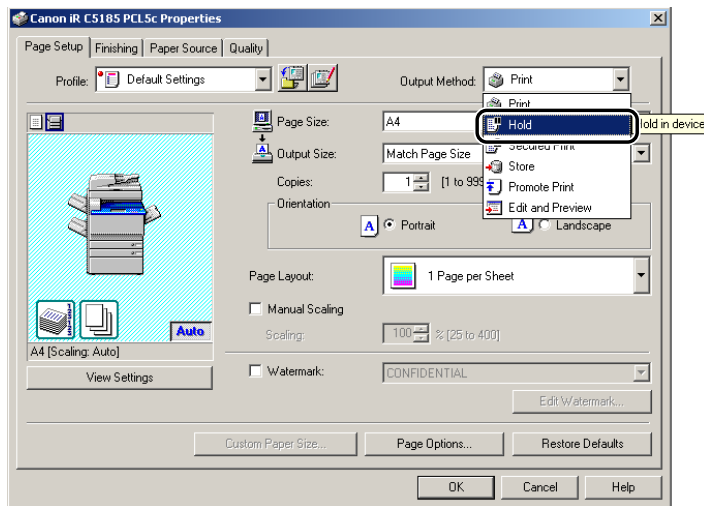 Canon iR C5185 PCL5c Properties
Page Setup Finishing Paper Source Quality
Profile: Default Settings Output Method: Print
Print
Page Size: A4 Hold old in device
Output Size: Match Page Size Secured Print
Store
Copies: 1 [1 to 999 Promote Print
Orientation Edit and Preview
A Portrait A Landscape
Page Layout: 1 Page per Sheet
Manual Scaling
Auto Scaling: 100 % [25 to 400]
A4 [Scaling: Auto]
View Settings Watermark: CONFIDENTIAL
Edit Watermark...
Custom Paper Size... Page Options... Restore Defaults
OK Cancel Help